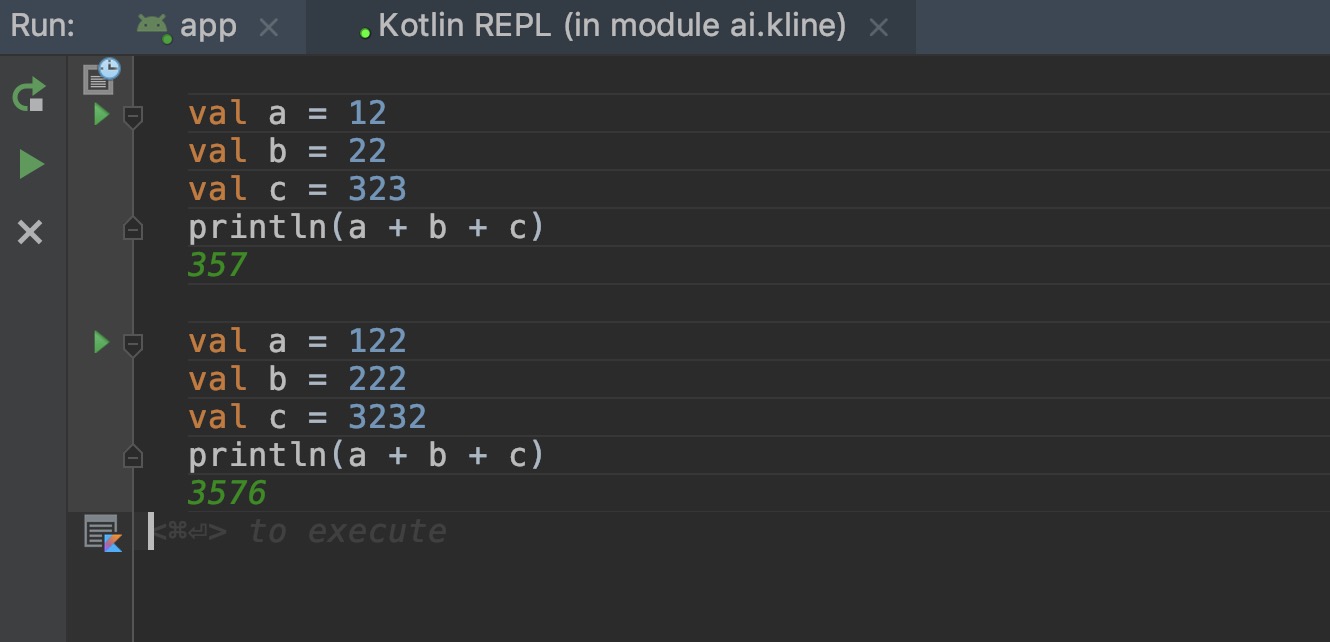 Run: app Kotlin REPL (in module ai.kline)
val a = 12
val b = 22
val c = 323
println(a + b + c)
357
val a = 122
val b = 222
val c = 3232
println(a + b + c)
3576
<⌘⏎> to execute